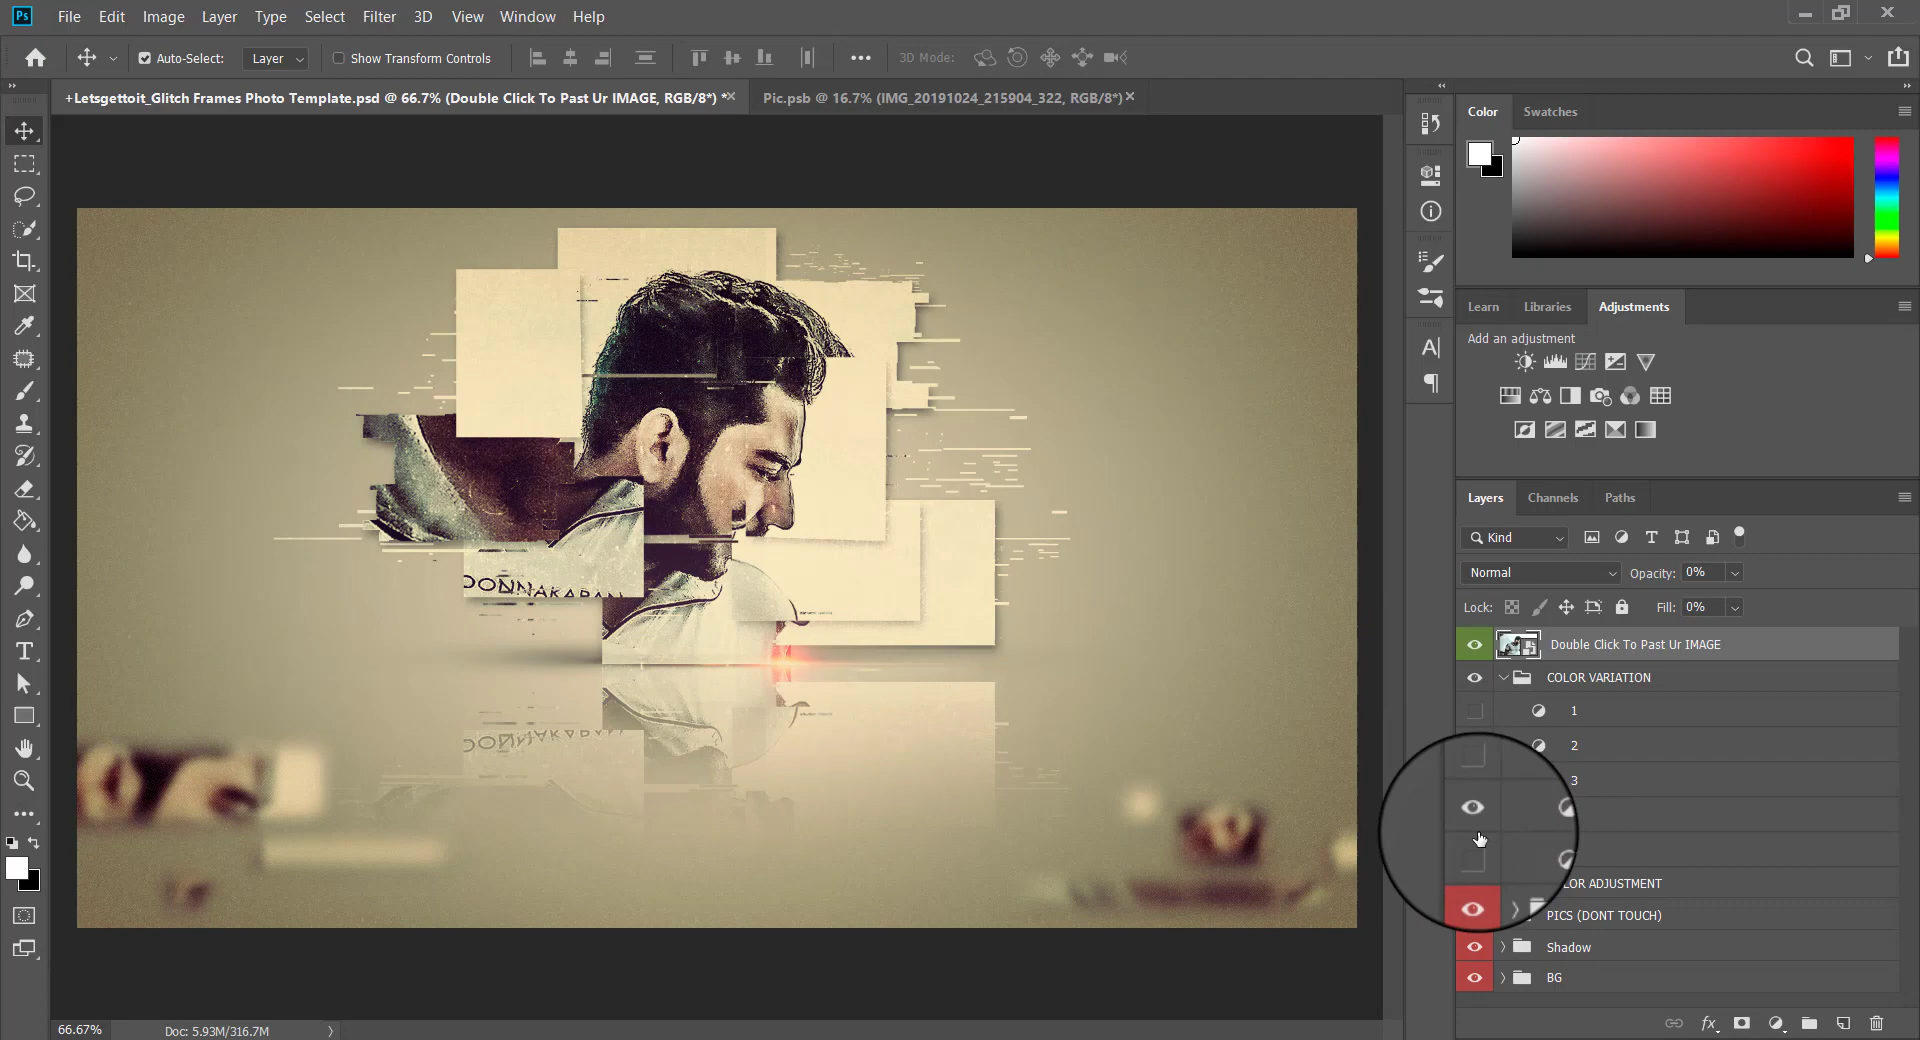 Ps File Edit Image Layer Type Select Filter 3D View Window Help
Auto-Select: Layer Show Transform Controls 3D Mode:
+Letsgettoit_Glitch Frames Photo Template.psd @ 66.7% (Double Click To Past Ur IMAGE, RGB/8*) *
Pic.psb @ 16.7% (IMG_20191024_215904_322, RGB/8*)
Color Swatches
Learn Libraries Adjustments
Add an adjustment
Layers Channels Paths
Kind
Normal Opacity: 0%
Lock: Fill: 0%
Double Click To Past Ur IMAGE
COLOR VARIATION
1
2
3
LOR ADJUSTMENT
PICS (DONT TOUCH)
Shadow
BG
DONNAKARAN
66.67% Doc: 5.93M/316.7M
fx